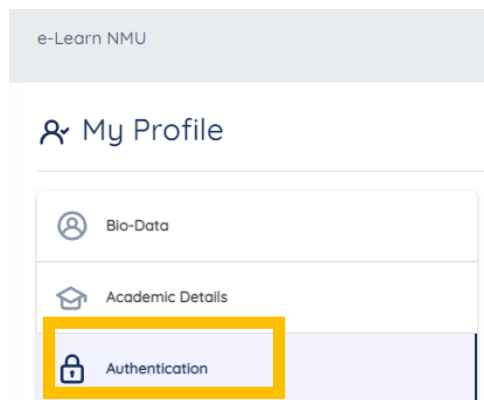 e-Learn NMU
My Profile
Bio-Data
Academic Details
Authentication